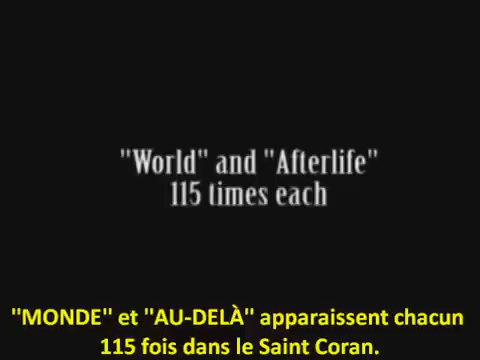 "World" and "Afterlife"
115 times each
"MONDE" et "AU-DELÀ" apparaissent chacun
115 fois dans le Saint Coran.